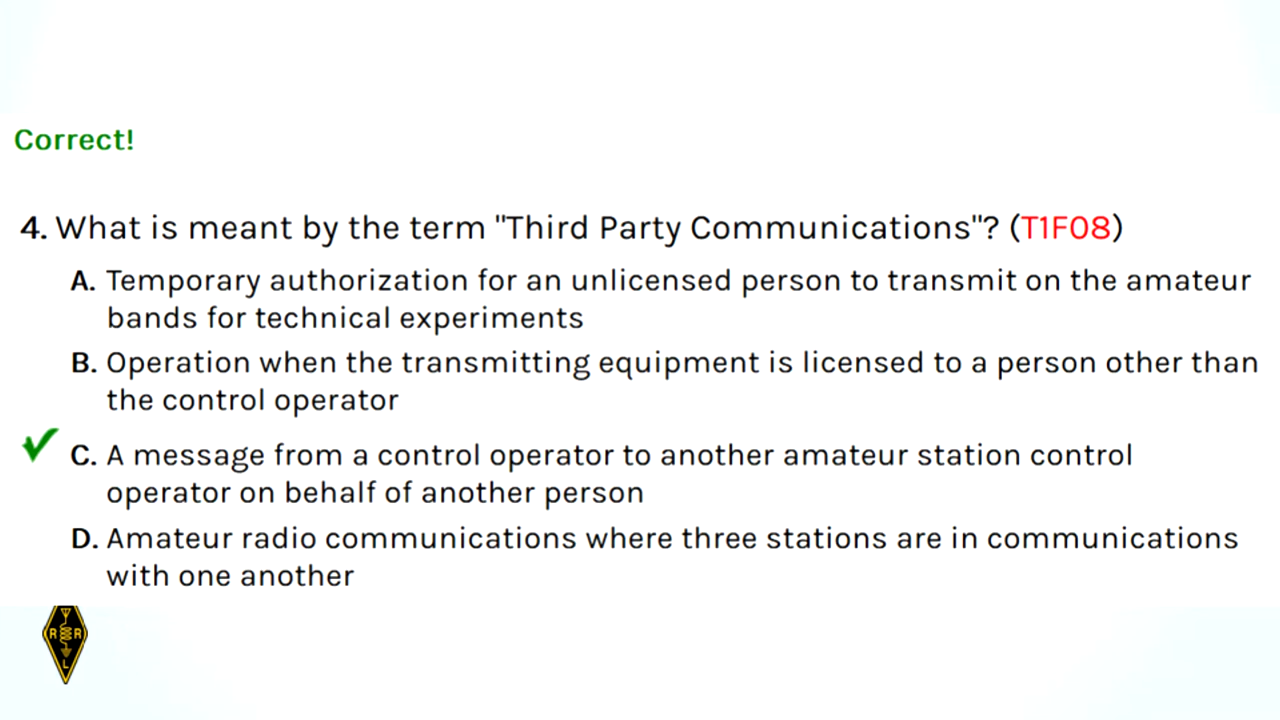 Correct!
4. What is meant by the term "Third Party Communications"? (T1F08)
A. Temporary authorization for an unlicensed person to transmit on the amateur
bands for technical experiments
B. Operation when the transmitting equipment is licensed to a person other than
the control operator
C. A message from a control operator to another amateur station control
operator on behalf of another person
D. Amateur radio communications where three stations are in communications
with one another
R R
L